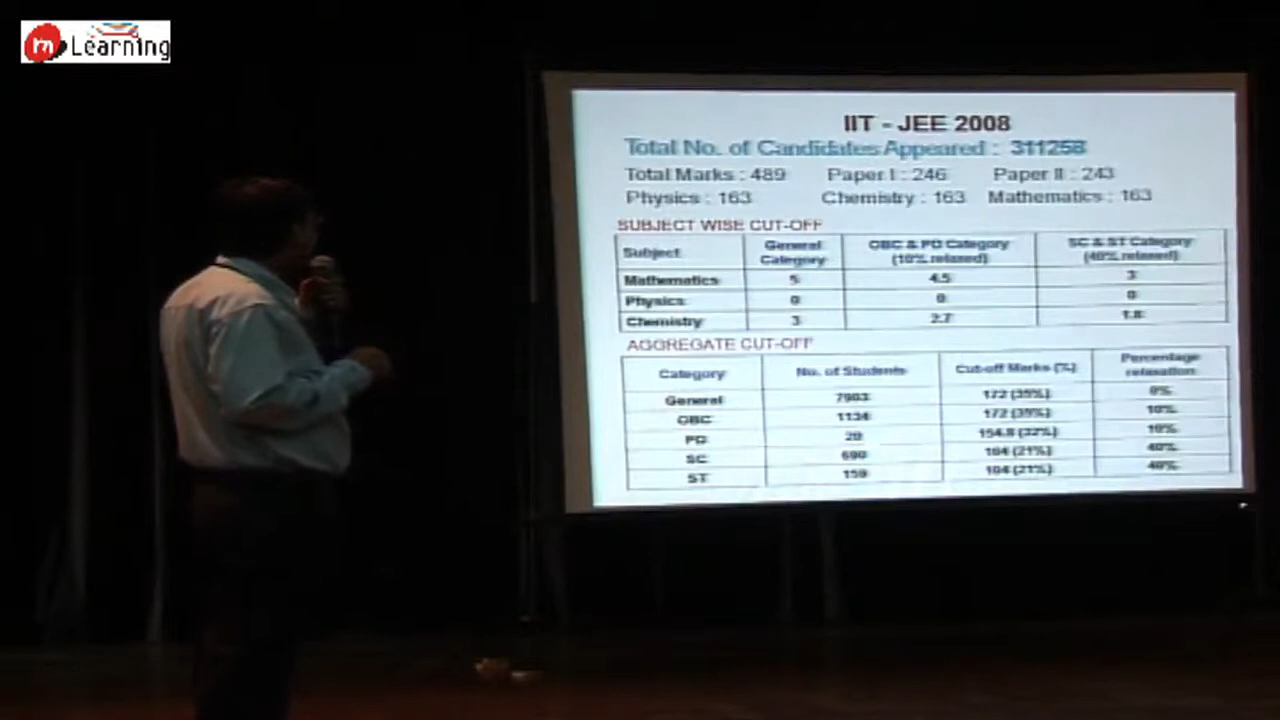 m Learning
IIT - JEE 2008
Total No. of Candidates Appeared : 311258
Total Marks : 489 Paper I : 246 Paper II : 243
Physics : 163 Chemistry : 163 Mathematics : 163
SUBJECT WISE CUT-OFF
Subject General Category OBC & PD Category (10% relaxed) SC & ST Category (40% relaxed)
Mathematics 5 4.5 3
Physics 0 0 0
Chemistry 3 2.7 1.8
AGGREGATE CUT-OFF
Category No. of Students Cut-off Marks (%) Percentage relaxation
General 7903 172 (35%) 0%
OBC 1134 172 (35%) 10%
PD 20 154.8 (32%) 10%
SC 690 104 (21%) 40%
ST 159 104 (21%) 40%